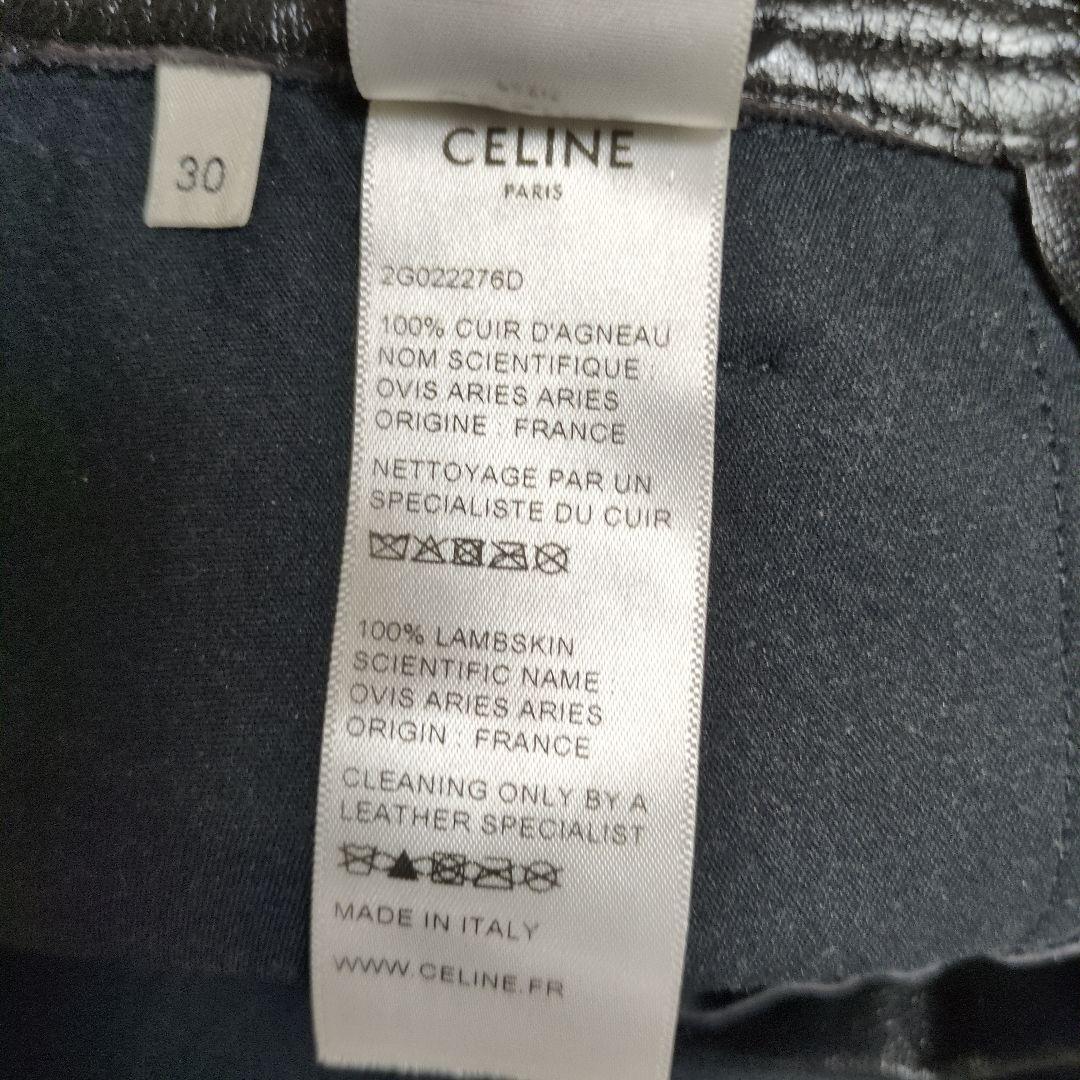 30
CELINE
PARIS
2G022276D
100% CUIR D'AGNEAU
NOM SCIENTIFIQUE
OVIS ARIES ARIES
ORIGINE : FRANCE
NETTOYAGE PAR UN
SPECIALISTE DU CUIR
100% LAMBSKIN
SCIENTIFIC NAME :
OVIS ARIES ARIES
ORIGIN : FRANCE
CLEANING ONLY BY A
LEATHER SPECIALIST
MADE IN ITALY
WWW.CELINE.FR